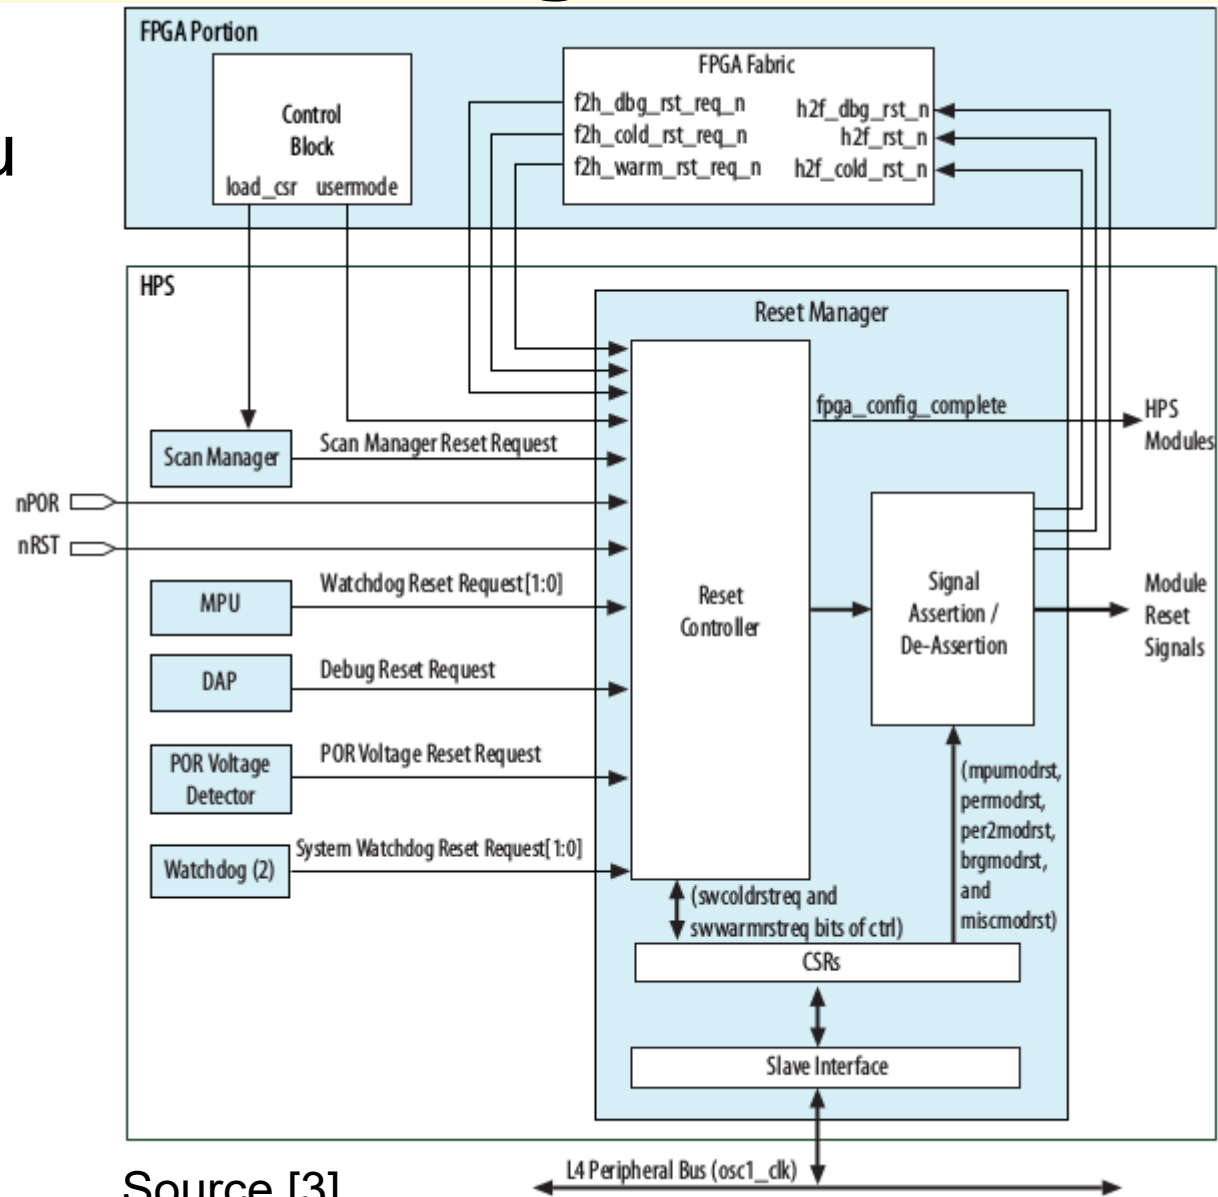 FPGA Portion
Control
Block
load_csr usermode
FPGA Fabric
f2h_dbg_rst_req_n
f2h_cold_rst_req_n
f2h_warm_rst_req_n
h2f_dbg_rst_n
h2f_rst_n
h2f_cold_rst_n
u
HPS
Reset Manager
fpga_config_complete
HPS
Modules
Scan Manager
Scan Manager Reset Request
nPOR
nRST
MPU
Watchdog Reset Request[1:0]
DAP
Debug Reset Request
POR Voltage
Detector
POR Voltage Reset Request
Watchdog (2)
System Watchdog Reset Request[1:0]
Reset
Controller
Signal
Assertion /
De-Assertion
Module
Reset
Signals
(mpumodrst,
permodrst,
per2modrst,
brgmodrst,
and
miscmodrst)
(swcoldrstreq and
swwarmrstreq bits of ctrl)
CSRs
Slave Interface
L4 Peripheral Bus (osc1_clk)
Source [3]